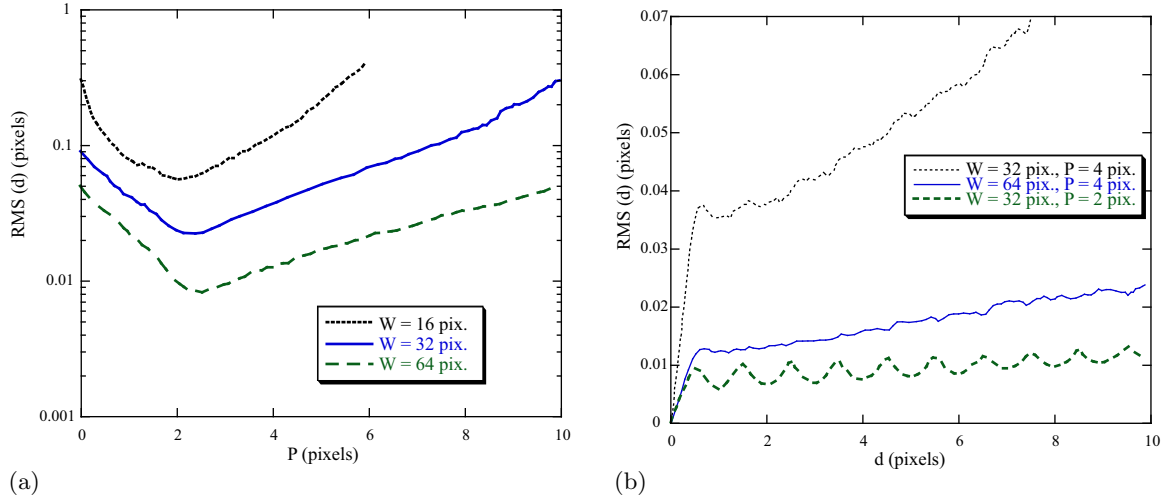 RMS (d) (pixels)
1
0.1
0.01
0.001
0 2 4 6 8 10
P (pixels)
W = 16 pix.
W = 32 pix.
W = 64 pix.
(a)
RMS (d) (pixels)
0.07
0.06
0.05
0.04
0.03
0.02
0.01
0
0 2 4 6 8 10
d (pixels)
W = 32 pix., P = 4 pix.
W = 64 pix., P = 4 pix.
W = 32 pix., P = 2 pix.
(b)